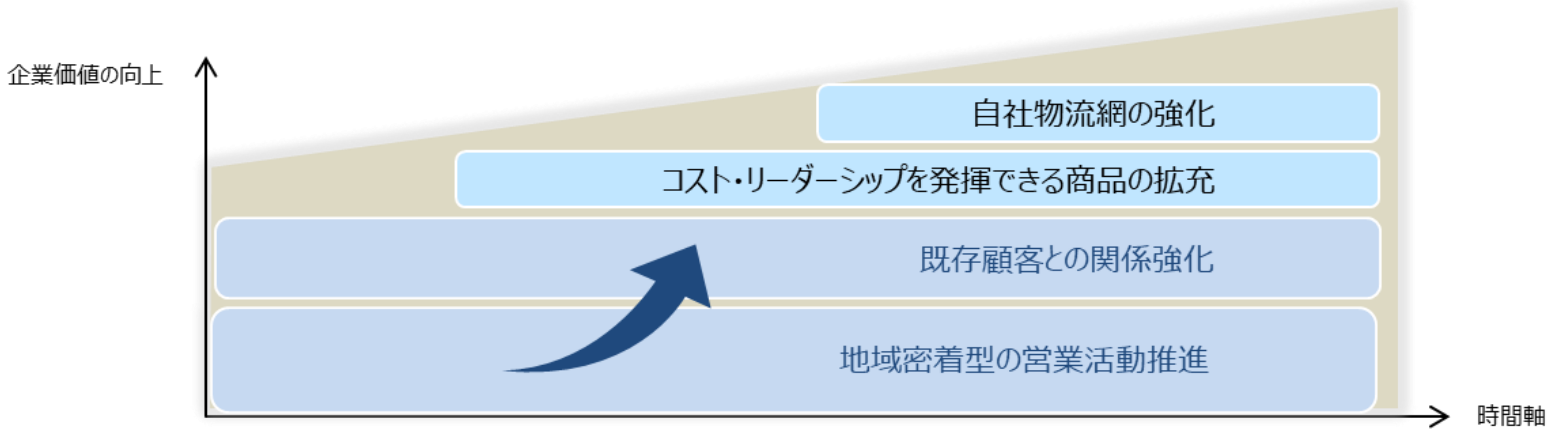 企業価値の向上
自社物流網の強化
コスト・リーダーシップを発揮できる商品の拡充
既存顧客との関係強化
地域密着型の営業活動推進
時間軸